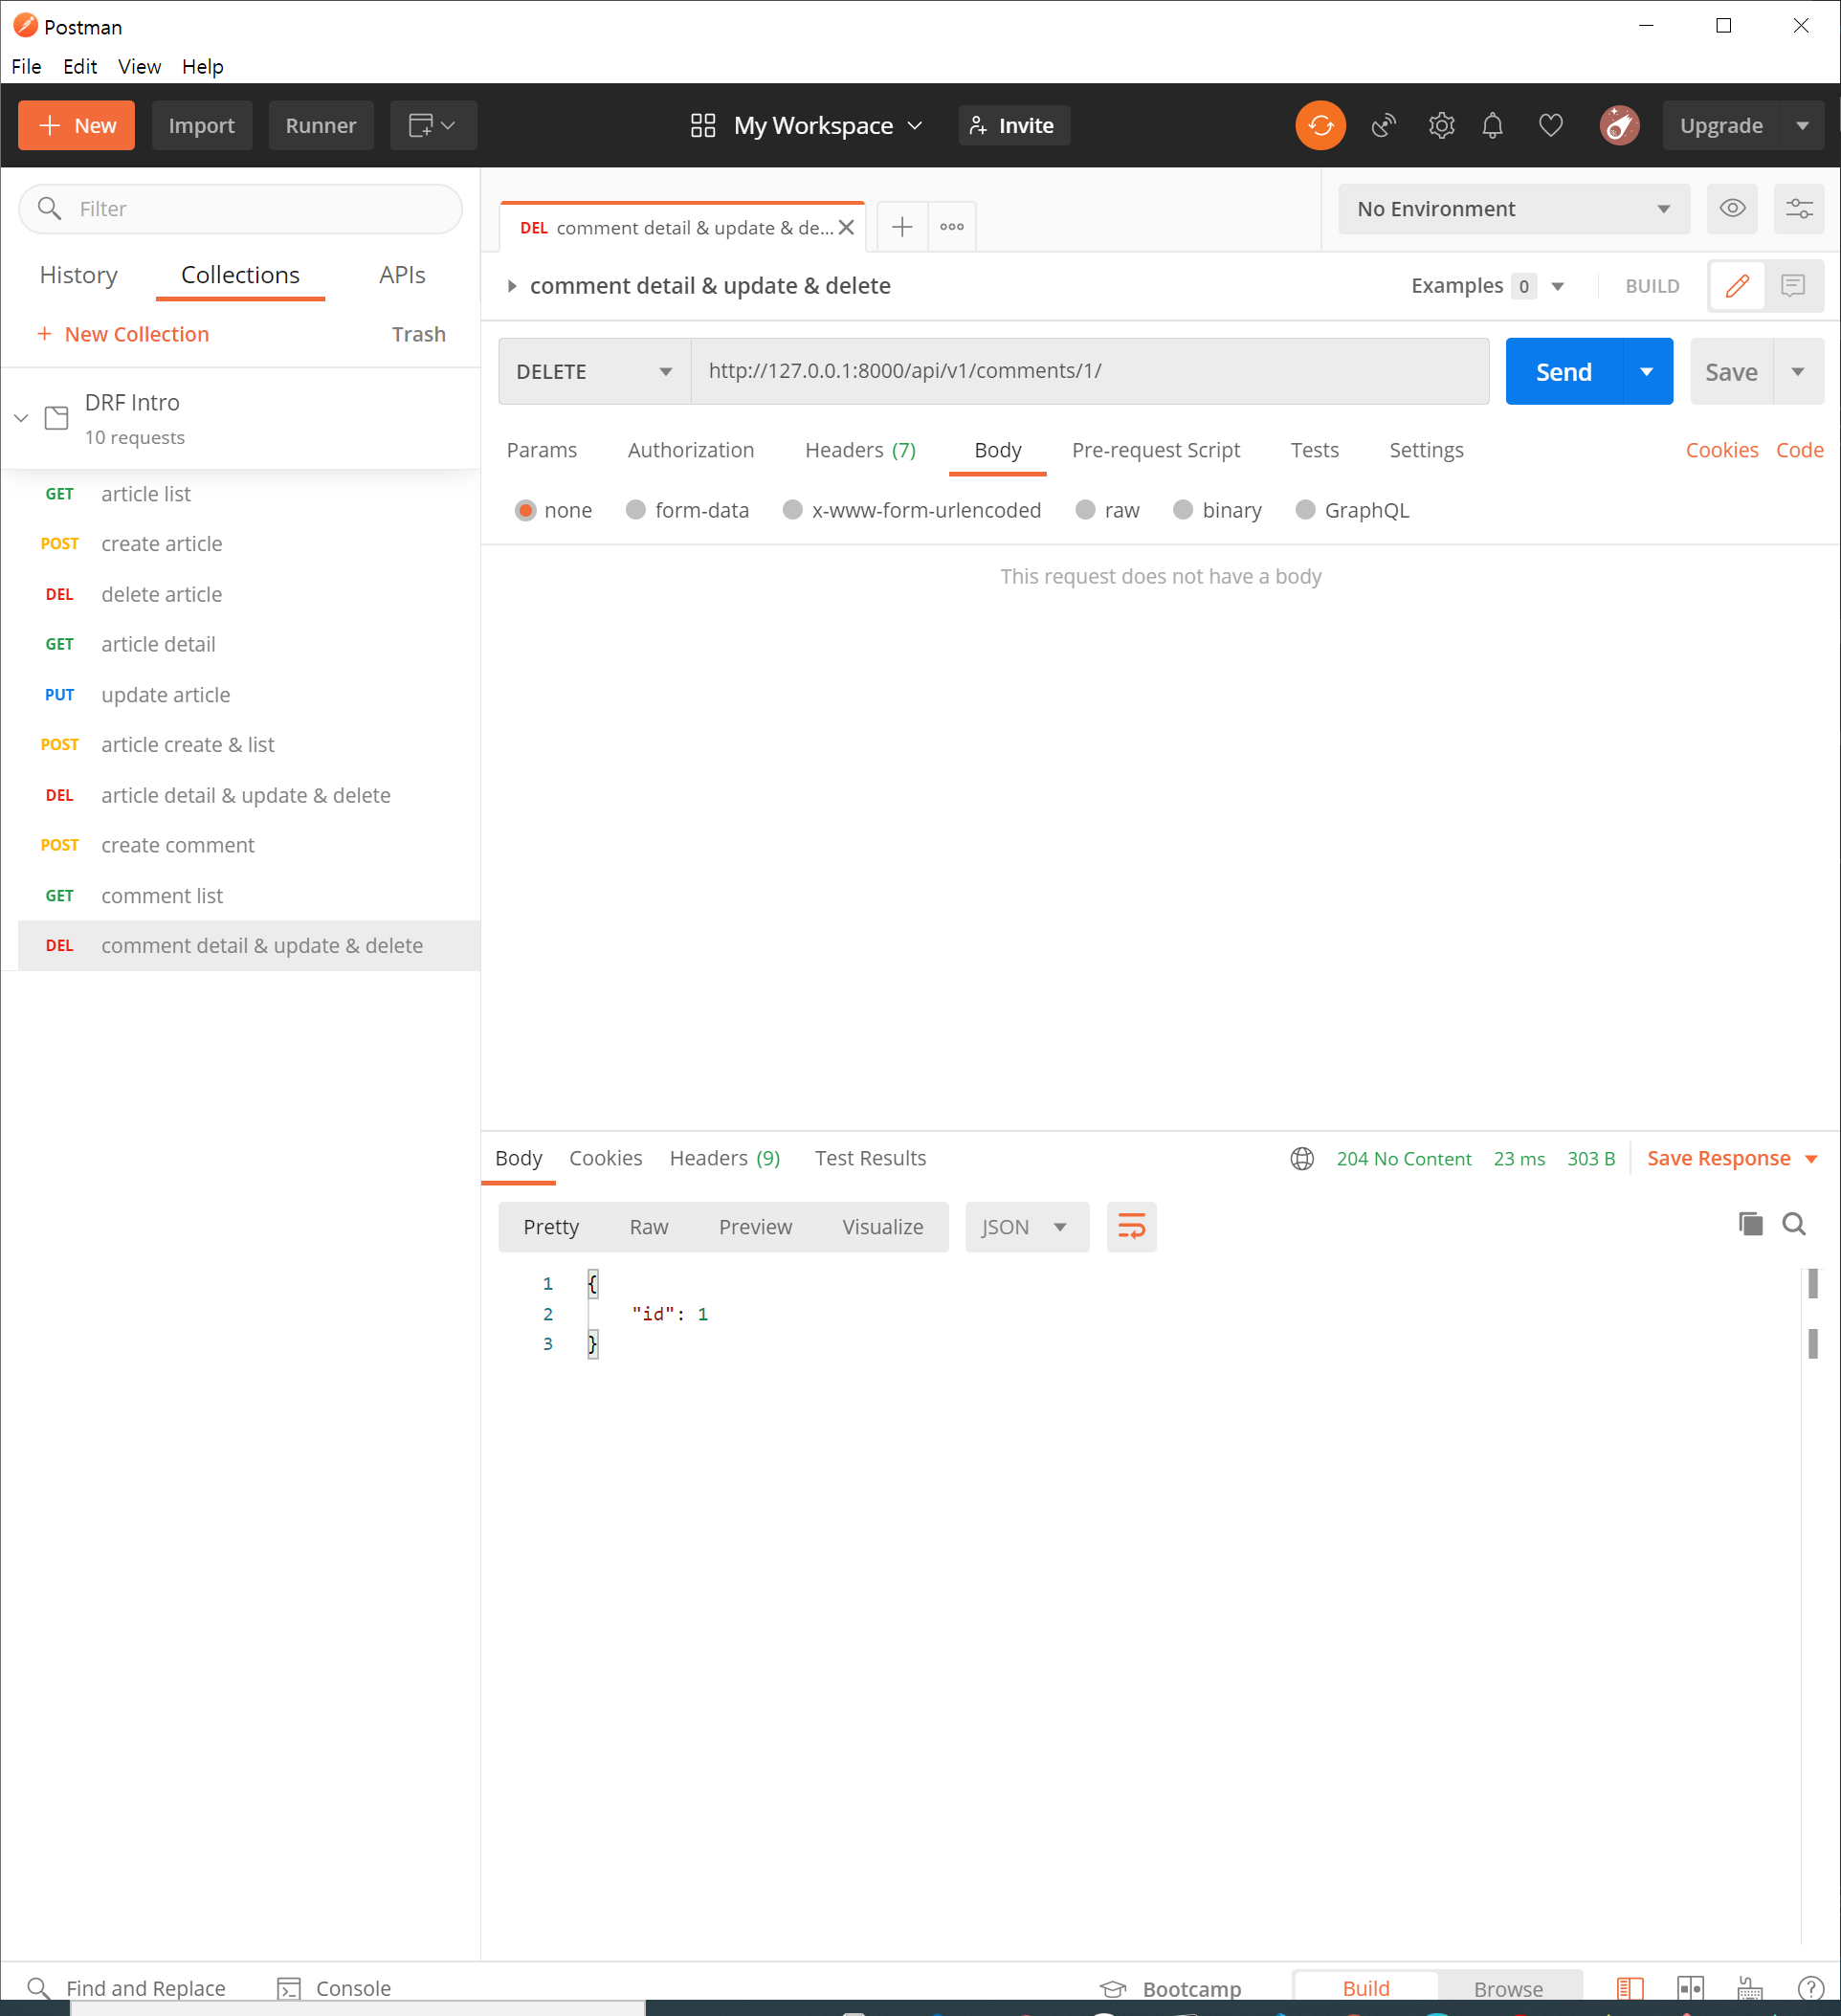 Postman
File Edit View Help
New Import Runner My Workspace Invite Upgrade
Filter
History Collections APIs
New Collection Trash
DRF Intro
10 requests
GET article list
POST create article
DEL delete article
GET article detail
PUT update article
POST article create & list
DEL article detail & update & delete
POST create comment
GET comment list
DEL comment detail & update & delete
DEL comment detail & update & de...
No Environment
comment detail & update & delete
Examples 0 BUILD
DELETE http://127.0.0.1:8000/api/v1/comments/1/ Send Save
Params Authorization Headers (7) Body Pre-request Script Tests Settings Cookies Code
none form-data x-www-form-urlencoded raw binary GraphQL
This request does not have a body
Body Cookies Headers (9) Test Results 204 No Content 23 ms 303 B Save Response
Pretty Raw Preview Visualize JSON
1 {
2 "id": 1
3 }
Find and Replace Console Bootcamp Build Browse